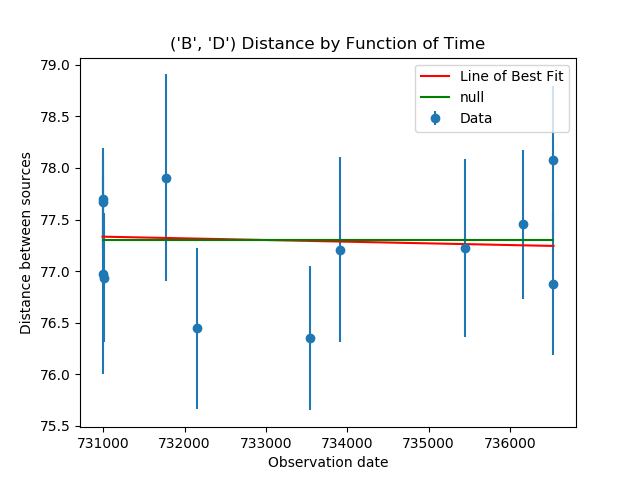 ('B', 'D') Distance by Function of Time
Line of Best Fit
null
Data
Distance between sources
79.0
78.5
78.0
77.5
77.0
76.5
76.0
75.5
731000 732000 733000 734000 735000 736000
Observation date